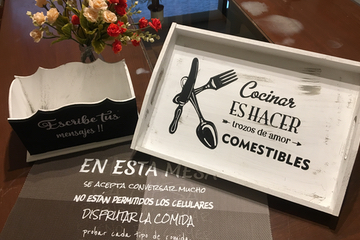 Escribe tus
mensajes !!
Cocinar
ES HACER
trozos de amor
COMESTIBLES
EN ESTA MESA
SE ACEPTA CONVERSAR MUCHO
NO ESTÁN PERMITIDOS LOS CELULARES
DISFRUTAR LA COMIDA
probar cada tipo de comida